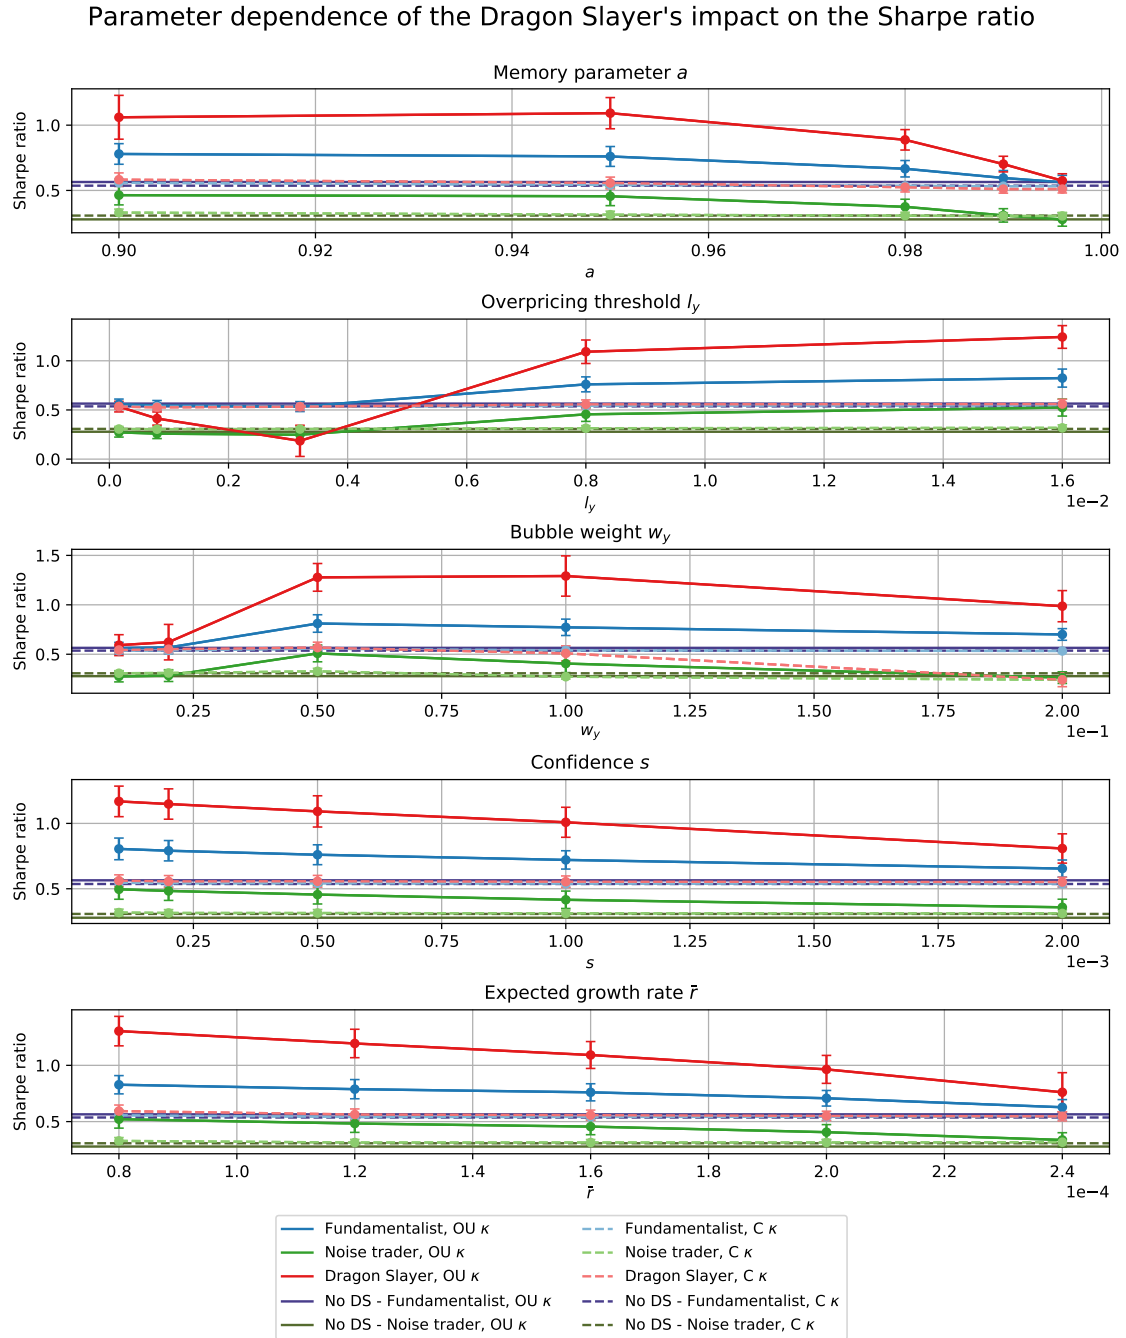 Parameter dependence of the Dragon Slayer's impact on the Sharpe ratio
Memory parameter a
Sharpe ratio
1.0
0.5
0.90 0.92 0.94 0.96 0.98 1.00
a
Overpricing threshold l_y
Sharpe ratio
1.0
0.5
0.0
0.0 0.2 0.4 0.6 0.8 1.0 1.2 1.4 1.6
l_y
1e−2
Bubble weight w_y
Sharpe ratio
1.5
1.0
0.5
0.25 0.50 0.75 1.00 1.25 1.50 1.75 2.00
w_y
1e−1
Confidence s
Sharpe ratio
1.0
0.5
0.25 0.50 0.75 1.00 1.25 1.50 1.75 2.00
s
1e−3
Expected growth rate r̄
Sharpe ratio
1.0
0.5
0.8 1.0 1.2 1.4 1.6 1.8 2.0 2.2 2.4
r̄
1e−4
Fundamentalist, OU κ
Noise trader, OU κ
Dragon Slayer, OU κ
No DS - Fundamentalist, OU κ
No DS - Noise trader, OU κ
Fundamentalist, C κ
Noise trader, C κ
Dragon Slayer, C κ
No DS - Fundamentalist, C κ
No DS - Noise trader, C κ